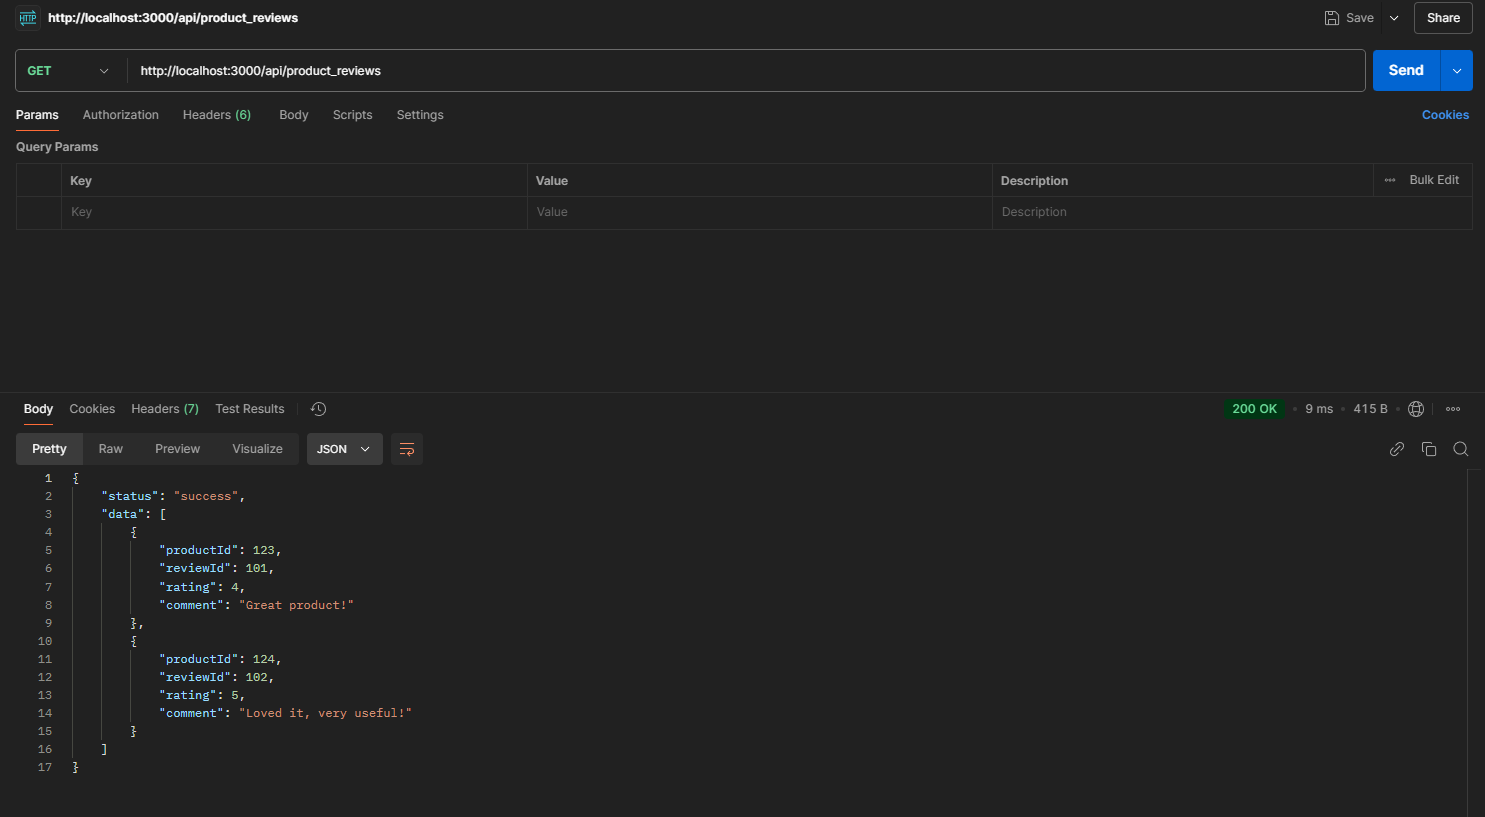 HTTP http://localhost:3000/api/product_reviews Save Share
GET http://localhost:3000/api/product_reviews Send
Params Authorization Headers (6) Body Scripts Settings Cookies
Query Params
Key Value Description ••• Bulk Edit
Key Value Description
Body Cookies Headers (7) Test Results 200 OK • 9 ms • 415 B • •••
Pretty Raw Preview Visualize JSON
1 {
2 "status": "success",
3 "data": [
4 {
5 "productId": 123,
6 "reviewId": 101,
7 "rating": 4,
8 "comment": "Great product!"
9 },
10 {
11 "productId": 124,
12 "reviewId": 102,
13 "rating": 5,
14 "comment": "Loved it, very useful!"
15 }
16 ]
17 }